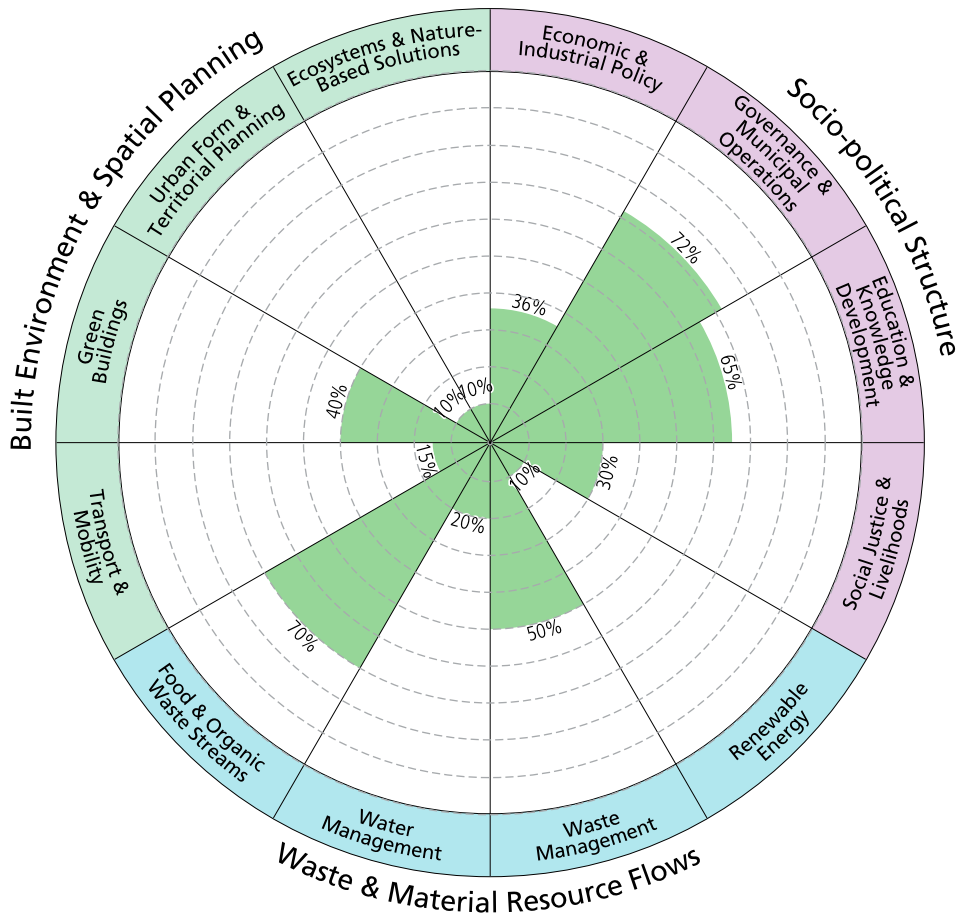 Built Environment & Spatial Planning
Socio-political Structure
Waste & Material Resource Flows
Ecosystems & Nature-
Based Solutions
Economic &
Industrial Policy
Governance &
Municipal
Operations
Education &
Knowledge
Development
Social Justice &
Livelihoods
Renewable
Energy
Waste
Management
Water
Management
Food & Organic
Waste Streams
Transport &
Mobility
Green
Buildings
Urban Form &
Territorial Planning
10%
36%
72%
65%
30%
10%
50%
20%
70%
15%
40%
10%